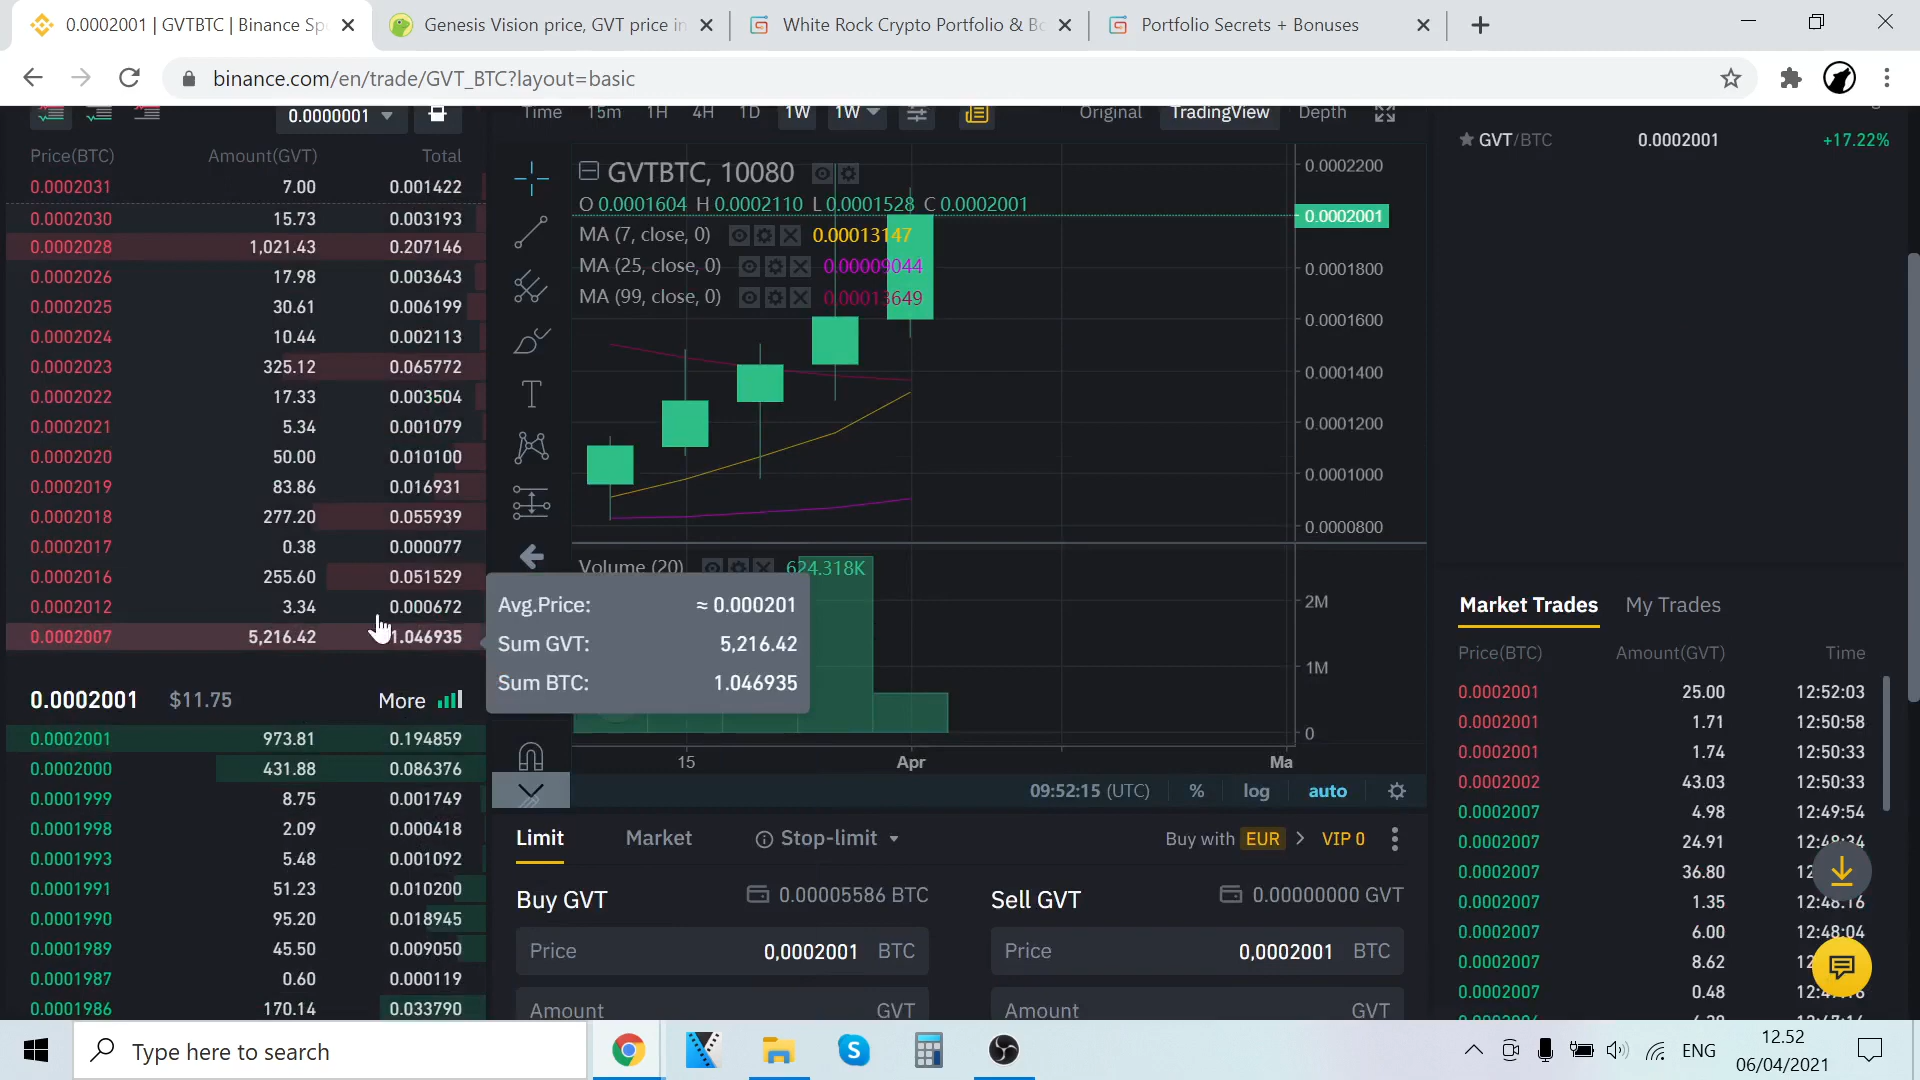 0.0002001 | GVTBTC | Binance Sp
Genesis Vision price, GVT price in
White Rock Crypto Portfolio & Bo
Portfolio Secrets + Bonuses
binance.com/en/trade/GVT_BTC?layout=basic
0.0000001
Time 15m 1H 4H 1D 1W 1W
Original TradingView Depth
GVT/BTC 0.0002001 +17.22%
Price(BTC) Amount(GVT) Total
0.0002031 7.00 0.001422
0.0002030 15.73 0.003193
0.0002028 1,021.43 0.207146
0.0002026 17.98 0.003643
0.0002025 30.61 0.006199
0.0002024 10.44 0.002113
0.0002023 325.12 0.065772
0.0002022 17.33 0.003504
0.0002021 5.34 0.001079
0.0002020 50.00 0.010100
0.0002019 83.86 0.016931
0.0002018 277.20 0.055939
0.0002017 0.38 0.000077
0.0002016 255.60 0.051529
0.0002012 3.34 0.000672
0.0002007 5,216.42 1.046935
0.0002001 $11.75 More
0.0002001 973.81 0.194859
0.0002000 431.88 0.086376
0.0001999 8.75 0.001749
0.0001998 2.09 0.000418
0.0001993 5.48 0.001092
0.0001991 51.23 0.010200
0.0001990 95.20 0.018945
0.0001989 45.50 0.009050
0.0001987 0.60 0.000119
0.0001986 170.14 0.033790
GVTBTC, 10080
O 0.0001604 H 0.0002110 L 0.0001528 C 0.0002001
MA (7, close, 0) 0.00013147
MA (25, close, 0) 0.00009044
MA (99, close, 0) 0.00013649
0.0002200
0.0002001
0.0001800
0.0001600
0.0001400
0.0001200
0.0001000
0.0000800
Volume (20) 624.318K
2M
1M
0
Avg.Price: ≈ 0.000201
Sum GVT: 5,216.42
Sum BTC: 1.046935
15 Apr Ma
09:52:15 (UTC) % log auto
Limit Market Stop-limit Buy with EUR VIP 0
Buy GVT 0.00005586 BTC
Price 0,0002001 BTC
Amount GVT
Sell GVT 0.00000000 GVT
Price 0,0002001 BTC
Amount GVT
Market Trades My Trades
Price(BTC) Amount(GVT) Time
0.0002001 25.00 12:52:03
0.0002001 1.71 12:50:58
0.0002001 1.74 12:50:33
0.0002002 43.03 12:50:33
0.0002007 4.98 12:49:54
0.0002007 24.91 12:48:34
0.0002007 36.80
0.0002007 1.35 12:48:16
0.0002007 6.00 12:48:04
0.0002007 8.62
0.0002007 0.48
Type here to search
ENG
12.52
06/04/2021